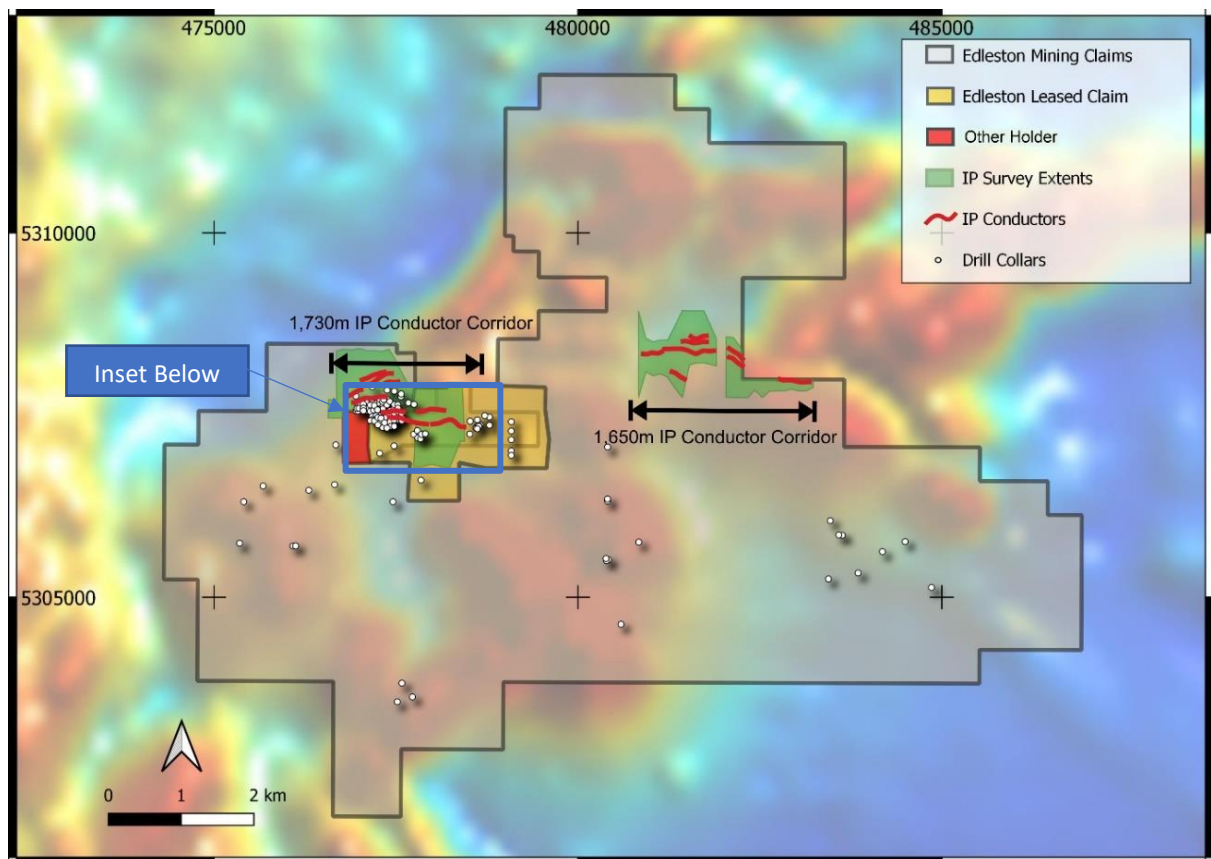 475000
480000
485000
Edleston Mining Claims
Edleston Leased Claim
Other Holder
IP Survey Extents
IP Conductors
Drill Collars
5310000
1,730m IP Conductor Corridor
Inset Below
1,650m IP Conductor Corridor
5305000
0 1 2 km